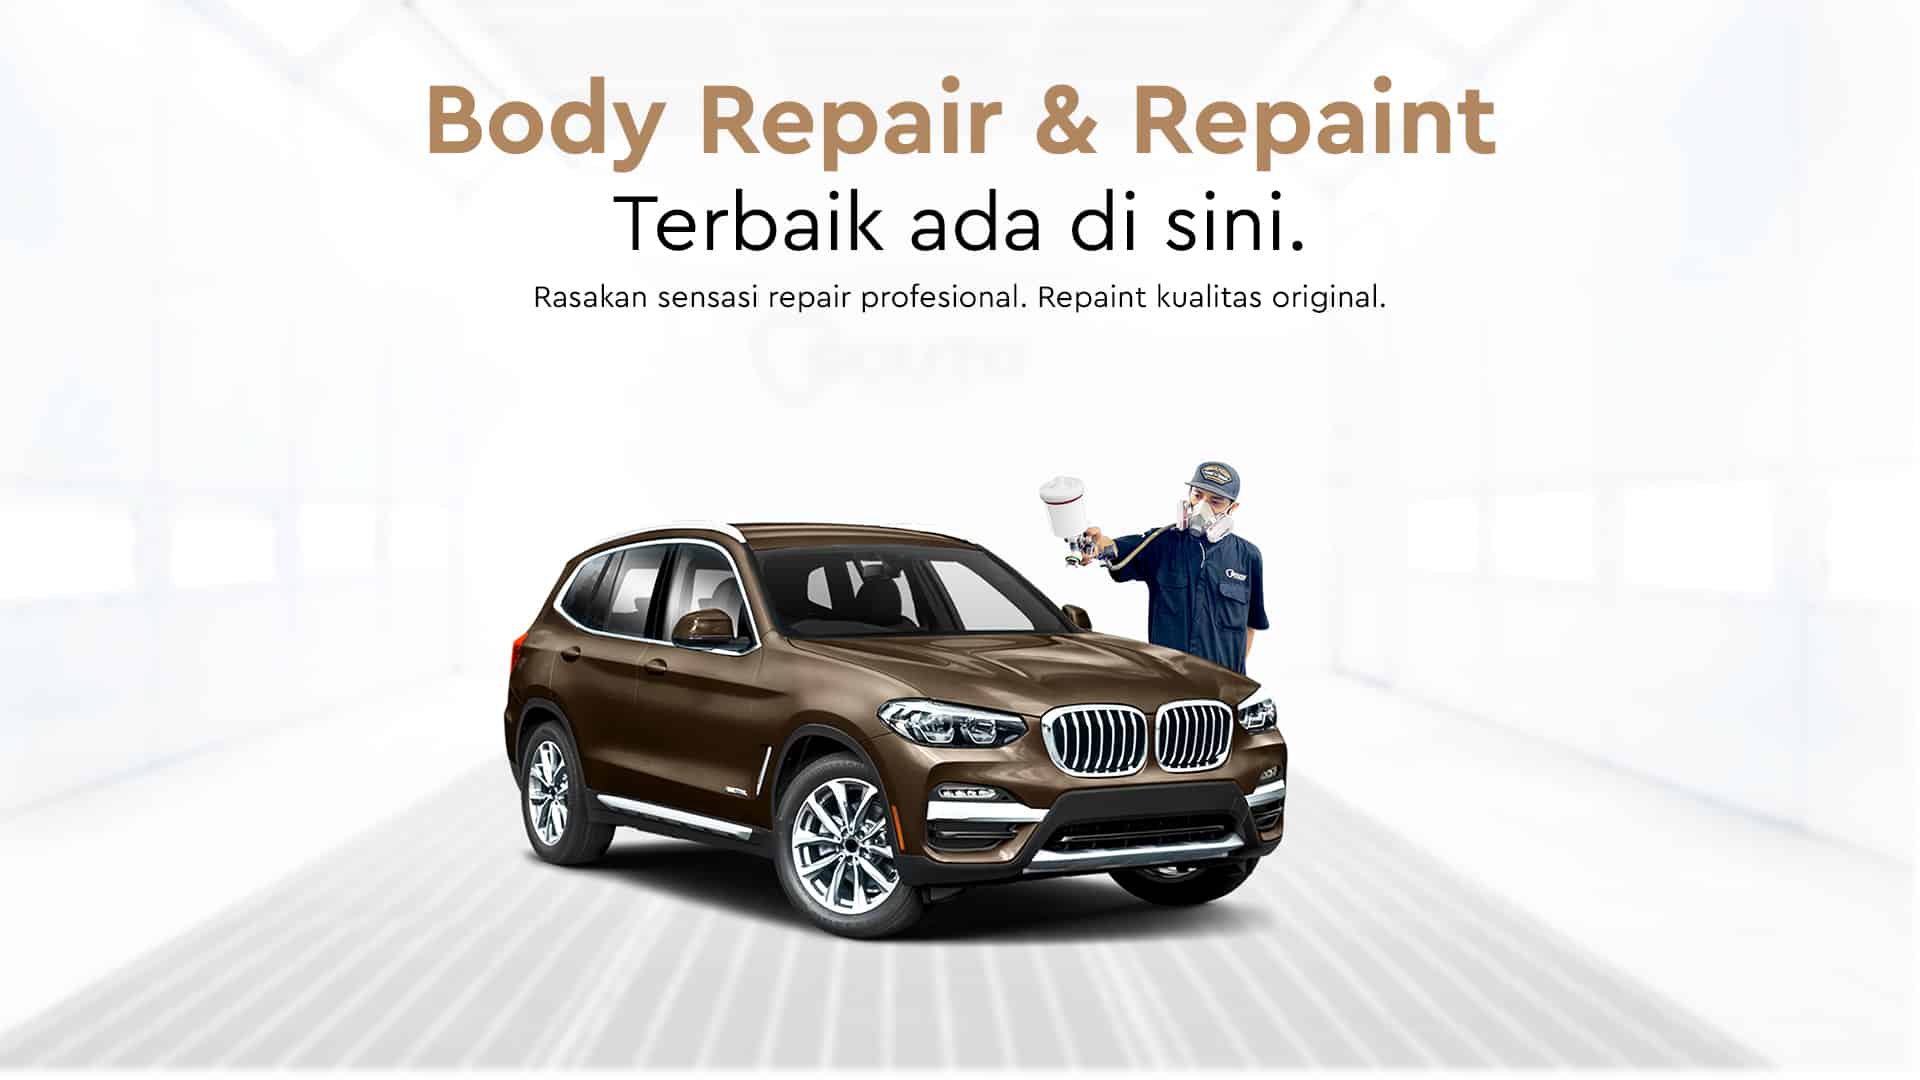 Body Repair & Repaint
Terbaik ada di sini.
Rasakan sensasi repair profesional. Repaint kualitas original.